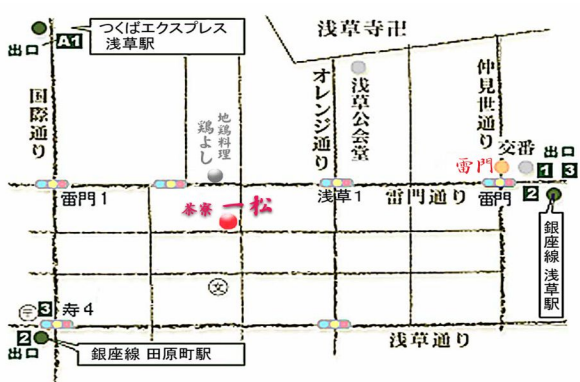 つくばエクスプレス
浅草駅
出口
A1
浅草寺卍
国際通り
地鶏料理
鶏よし
オレンジ通り
浅草公会堂
仲見世通り
交番
出口
雷門
1 3
雷門1
浅草1
雷門通り
雷門
2
茶寮 一松
銀座線 浅草駅
文
〒
3
寿4
2
出口
銀座線 田原町駅
浅草通り